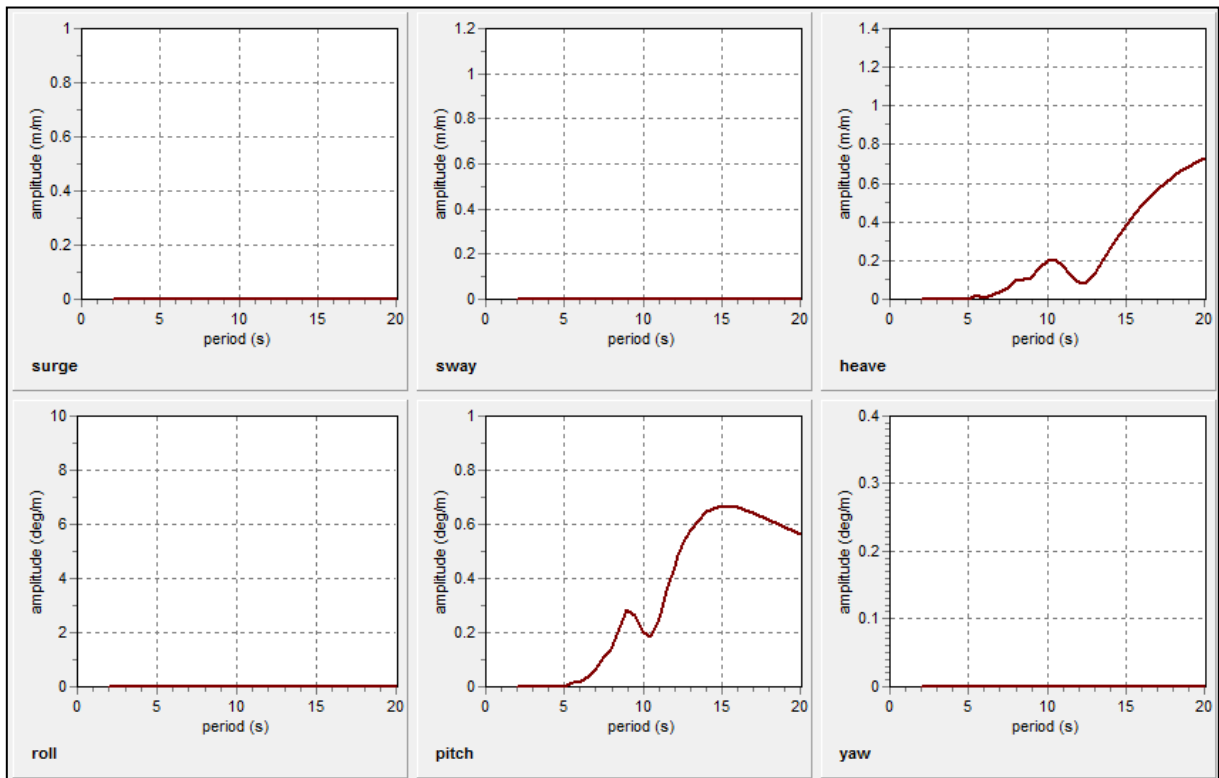 amplitude (m/m)
1
0.8
0.6
0.4
0.2
0
0 5 10 15 20
period (s)
surge
amplitude (m/m)
1.2
1
0.8
0.6
0.4
0.2
0
0 5 10 15 20
period (s)
sway
amplitude (m/m)
1.4
1.2
1
0.8
0.6
0.4
0.2
0
0 5 10 15 20
period (s)
heave
amplitude (deg/m)
10
8
6
4
2
0
0 5 10 15 20
period (s)
roll
amplitude (deg/m)
1
0.8
0.6
0.4
0.2
0
0 5 10 15 20
period (s)
pitch
amplitude (deg/m)
0.4
0.3
0.2
0.1
0
0 5 10 15 20
period (s)
yaw